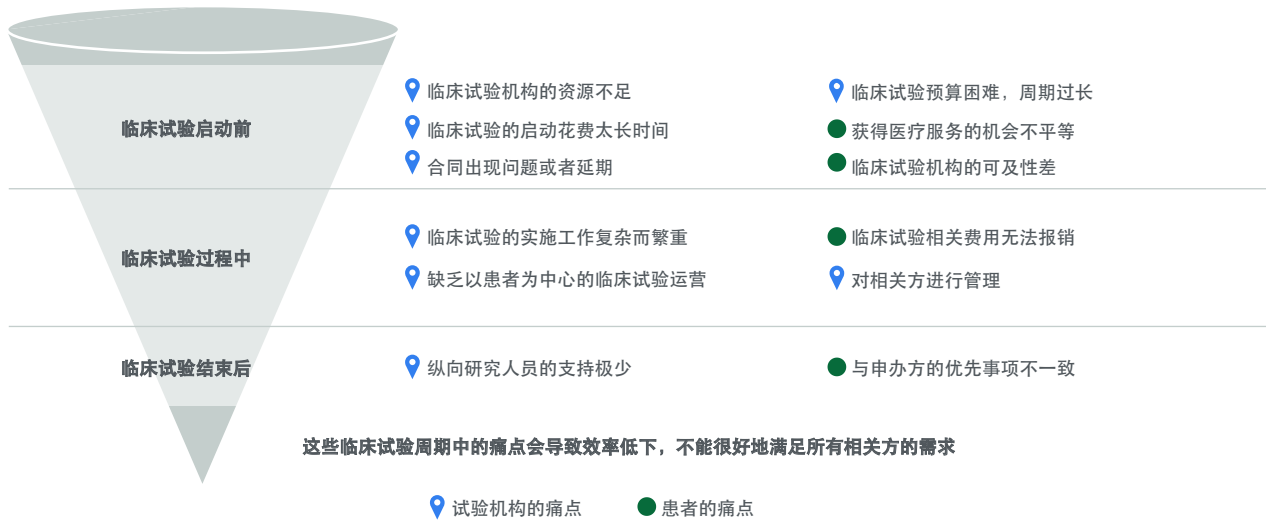 临床试验启动前
临床试验机构的资源不足
临床试验的启动花费太长时间
合同出现问题或者延期
临床试验预算困难，周期过长
获得医疗服务的机会不平等
临床试验机构的可及性差
临床试验过程中
临床试验的实施工作复杂而繁重
缺乏以患者为中心的临床试验运营
临床试验相关费用无法报销
对相关方进行管理
临床试验结束后
纵向研究人员的支持极少
与申办方的优先事项不一致
这些临床试验周期中的痛点会导致效率低下，不能很好地满足所有相关方的需求
试验机构的痛点
患者的痛点